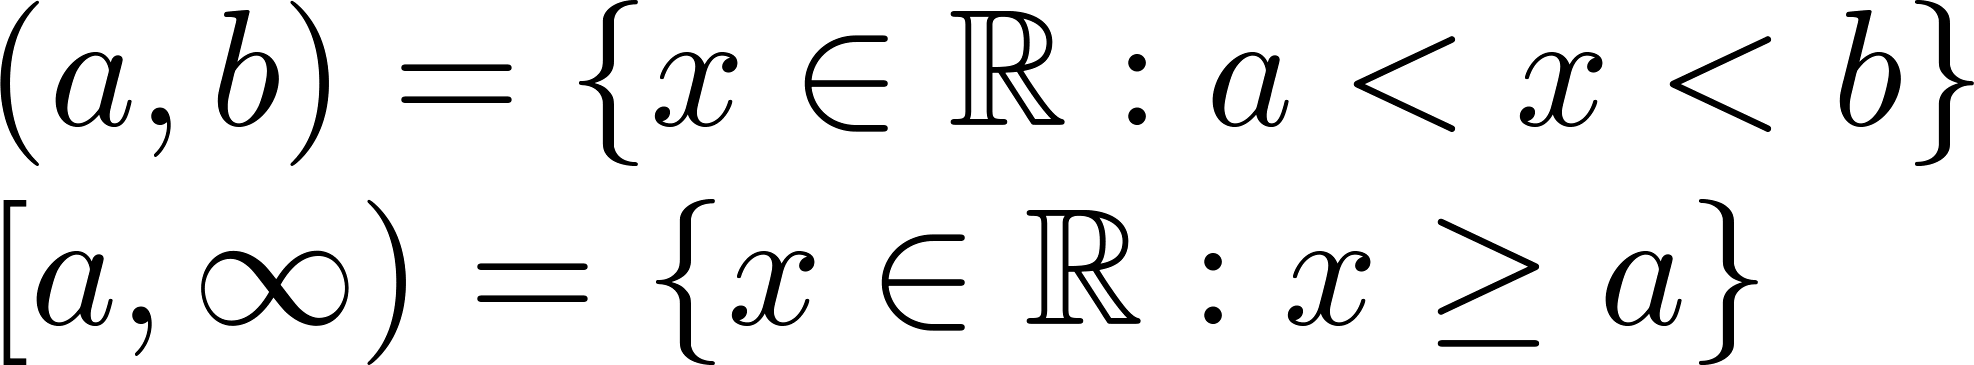 (a, b) = {x ∈ ℝ : a < x < b}
[a, ∞) = {x ∈ ℝ : x ≥ a}